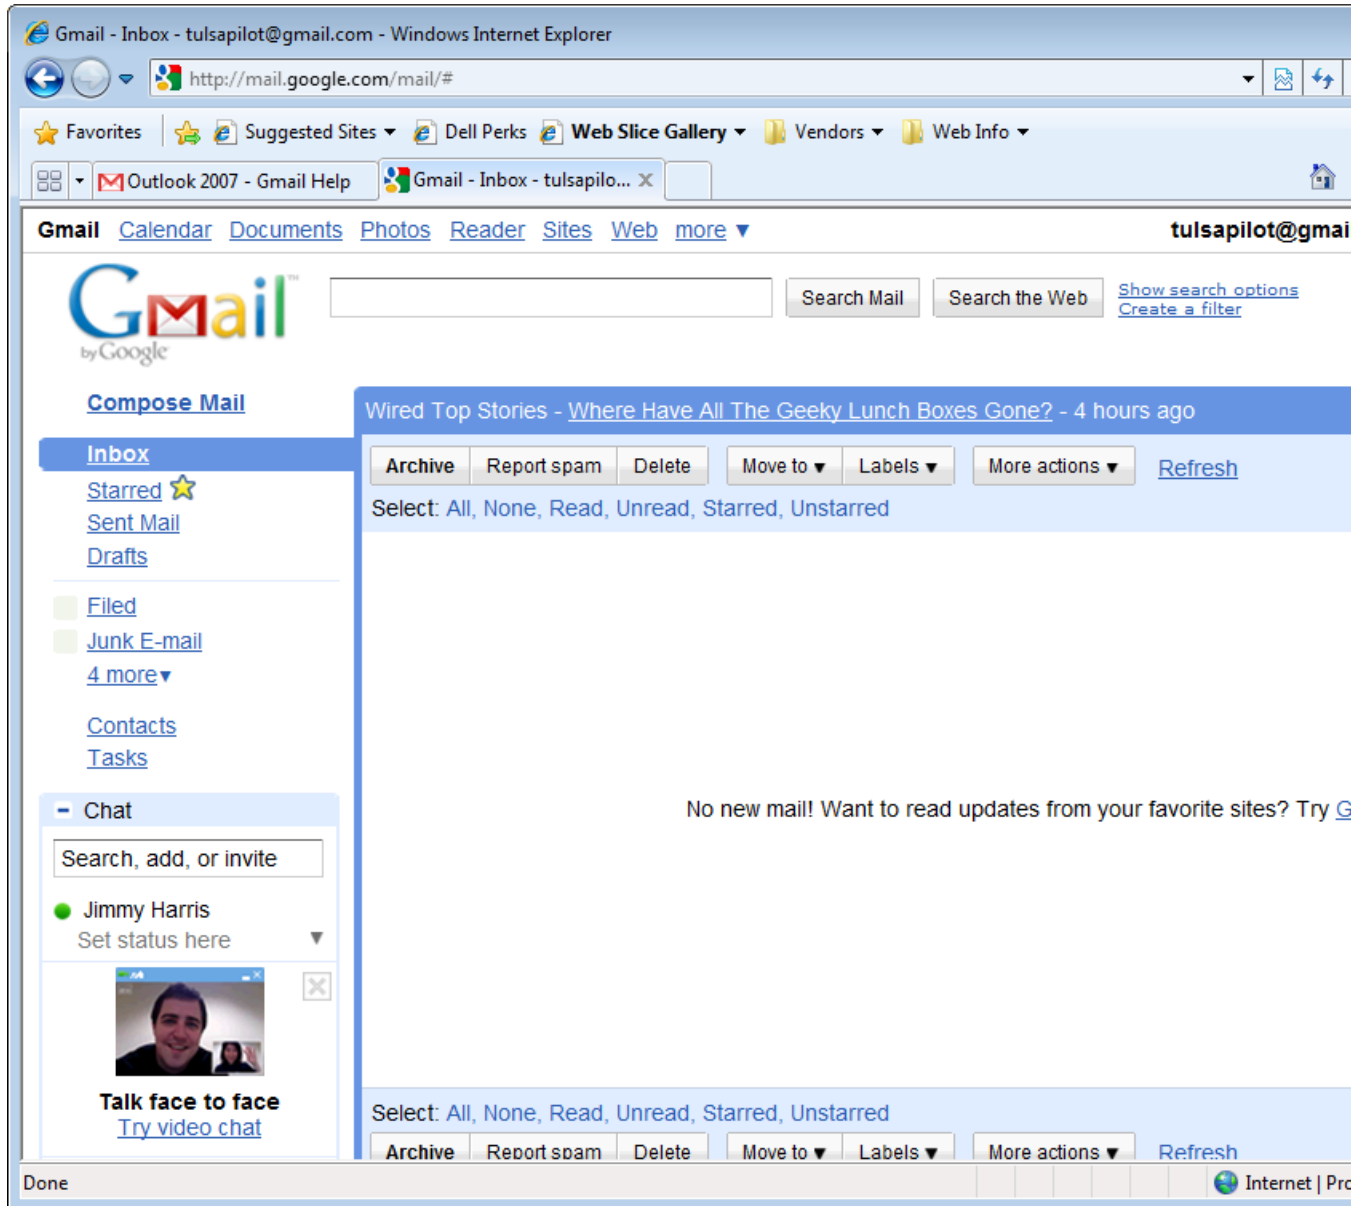 Gmail - Inbox - tulsapilot@gmail.com - Windows Internet Explorer
http://mail.google.com/mail/#
Favorites Suggested Sites Dell Perks Web Slice Gallery Vendors Web Info
Outlook 2007 - Gmail Help Gmail - Inbox - tulsapilo... X
Gmail Calendar Documents Photos Reader Sites Web more tulsapilot@gmai
Gmail™
by Google
Search Mail Search the Web Show search options
Create a filter
Compose Mail
Wired Top Stories - Where Have All The Geeky Lunch Boxes Gone? - 4 hours ago
Inbox
Archive Report spam Delete Move to Labels More actions Refresh
Starred
Select: All, None, Read, Unread, Starred, Unstarred
Sent Mail
Drafts
Filed
Junk E-mail
4 more
Contacts
Tasks
Chat
No new mail! Want to read updates from your favorite sites? Try G
Search, add, or invite
Jimmy Harris
Set status here
Talk face to face
Try video chat
Select: All, None, Read, Unread, Starred, Unstarred
Archive Report spam Delete Move to Labels More actions Refresh
Done Internet | Pro